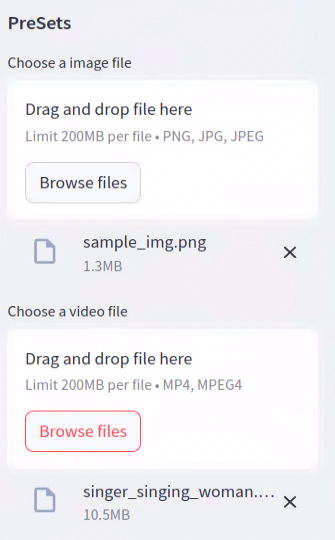 PreSets
Choose a image file
Drag and drop file here
Limit 200MB per file • PNG, JPG, JPEG
Browse files
sample_img.png
1.3MB
Choose a video file
Drag and drop file here
Limit 200MB per file • MP4, MPEG4
Browse files
singer_singing_woman.…
10.5MB